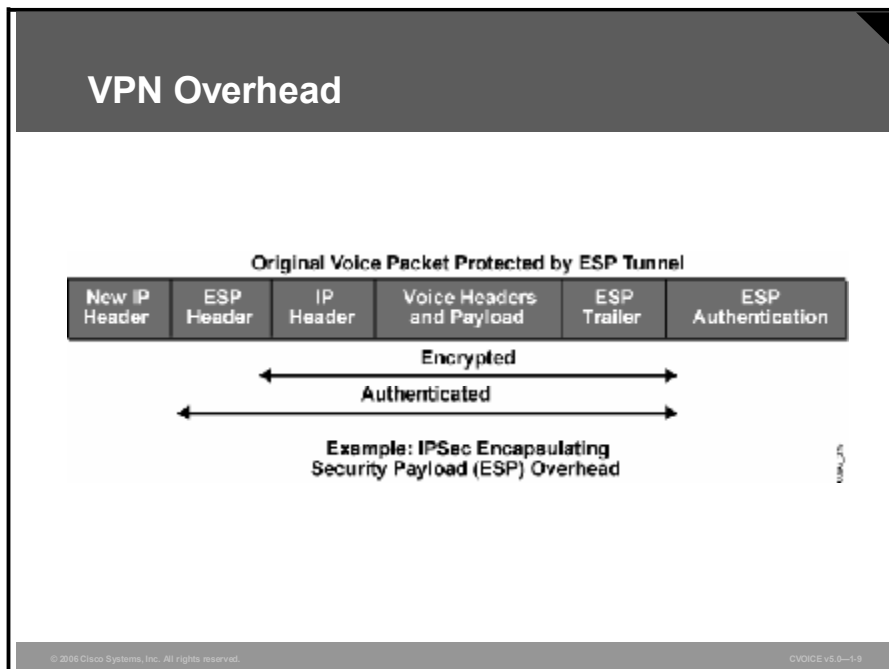 VPN Overhead
Original Voice Packet Protected by ESP Tunnel
New IP Header
ESP Header
IP Header
Voice Headers and Payload
ESP Trailer
ESP Authentication
Encrypted
Authenticated
Example: IPSec Encapsulating
Security Payload (ESP) Overhead
© 2006 Cisco Systems, Inc. All rights reserved.
CVOICE v5.0—1-9